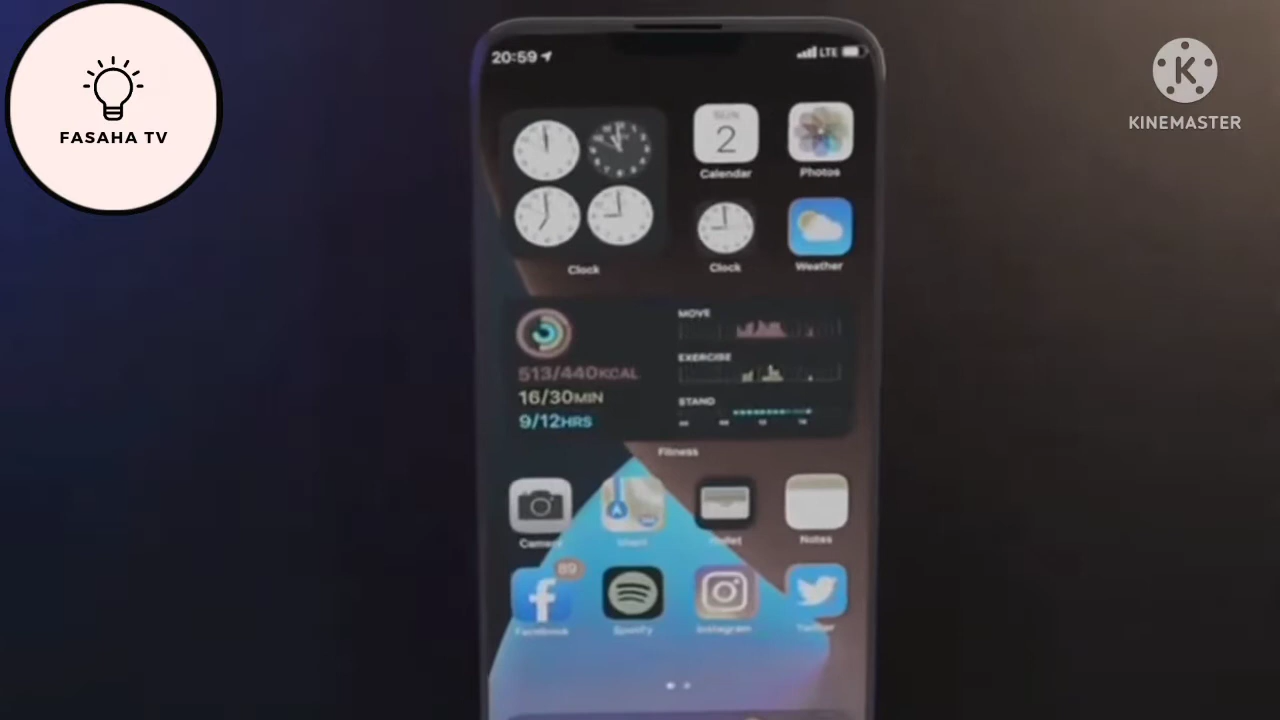 FASAHA TV
KINEMASTER
20:59
LTE
SUN
2
Calendar
Photos
Clock
Clock
Weather
MOVE
EXERCISE
STAND
513/440KCAL
16/30MIN
9/12HRS
Fitness
Camera
Wallet
Notes
89
Facebook
Spotify
Instagram
Twitter